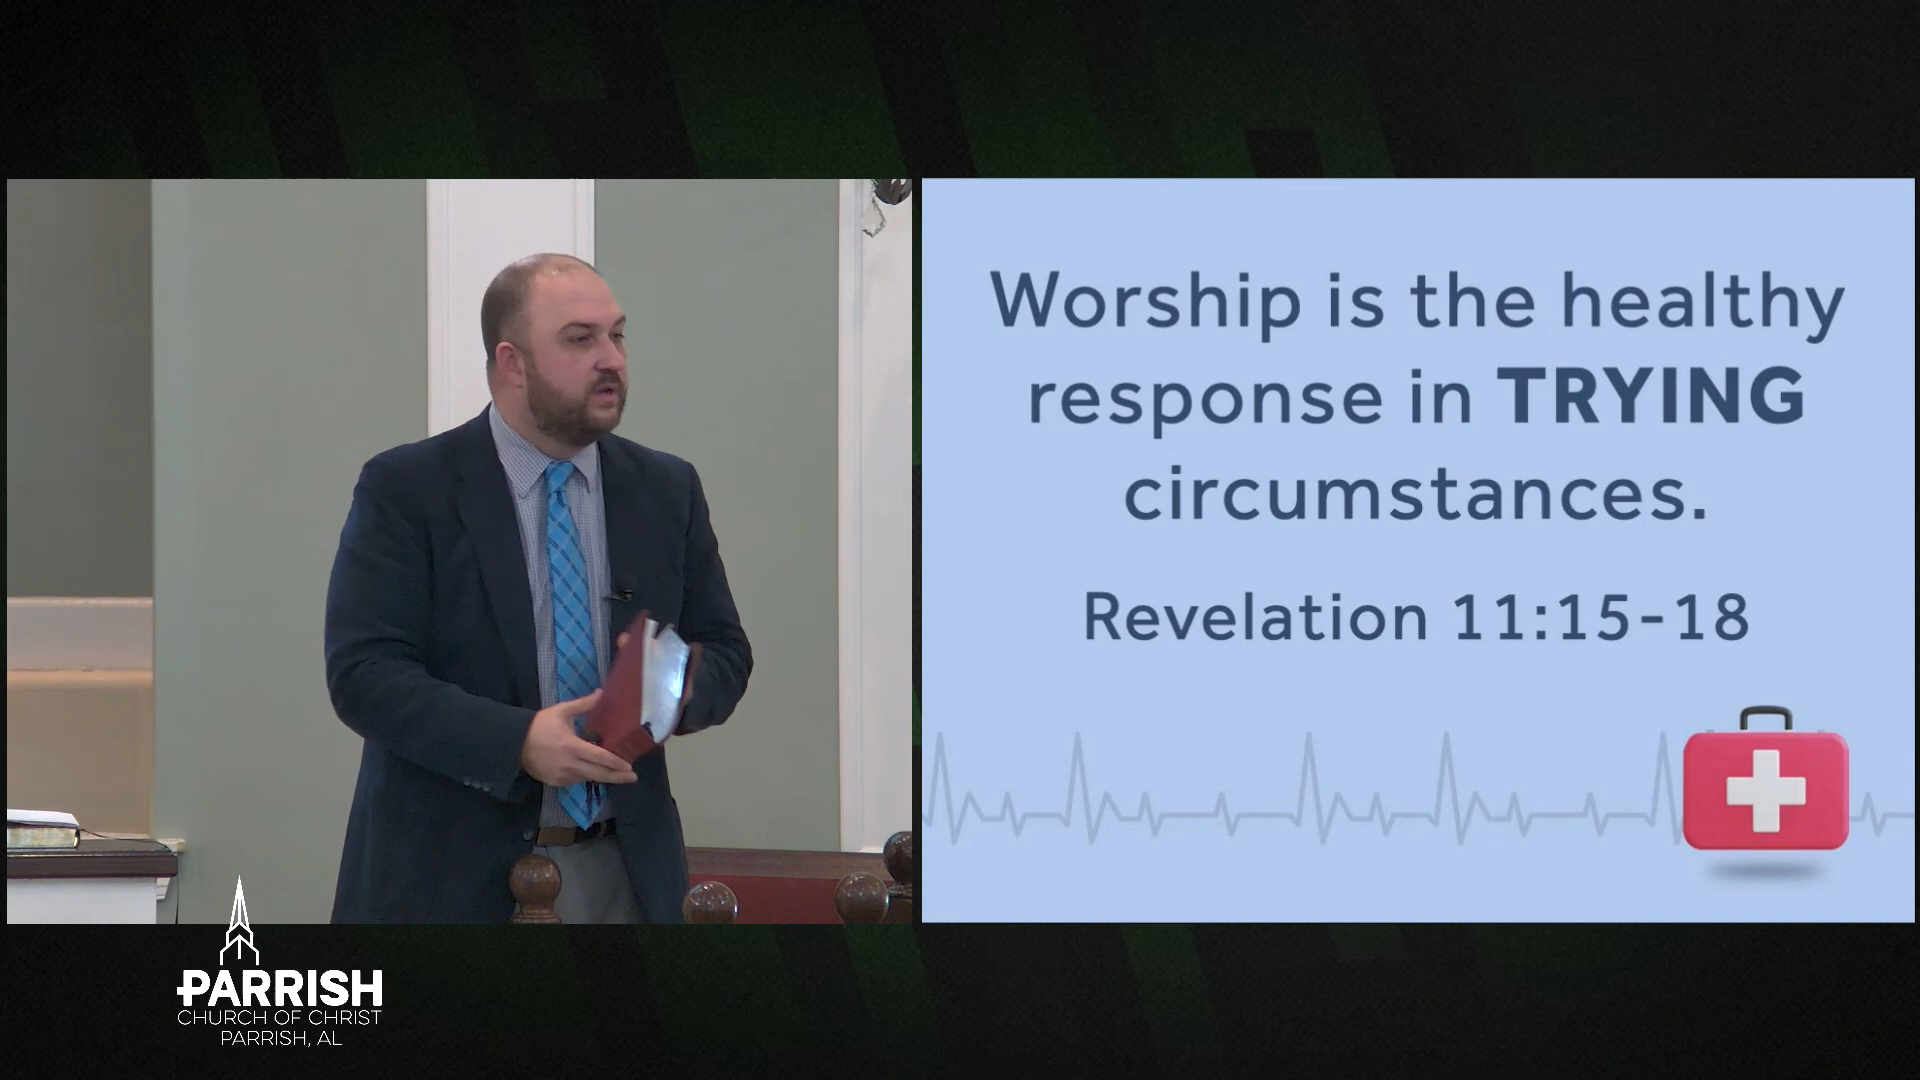 Worship is the healthy
response in TRYING
circumstances.
Revelation 11:15-18
PARRISH
CHURCH OF CHRIST
PARRISH, AL